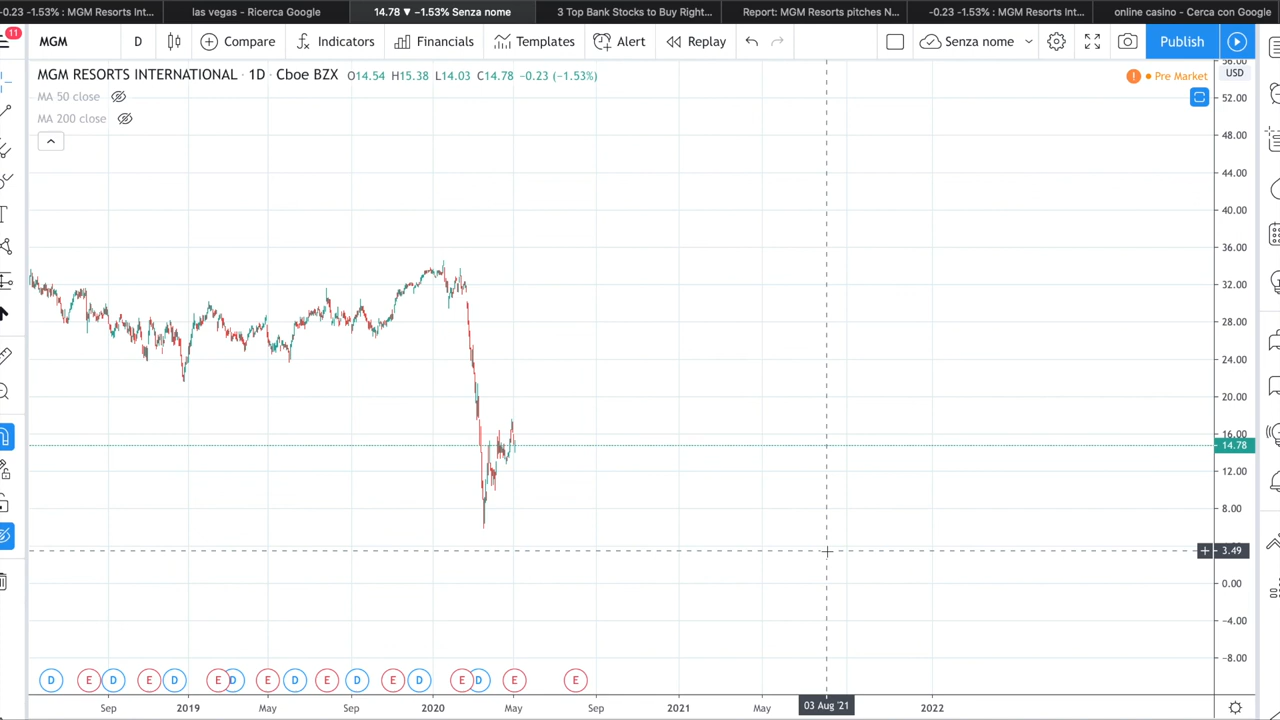 -0.23 -1.53% : MGM Resorts Int...
las vegas - Ricerca Google
14.78 ▼ −1.53% Senza nome
3 Top Bank Stocks to Buy Right...
Report: MGM Resorts pitches N...
-0.23 -1.53% : MGM Resorts Int...
online casino - Cerca con Google
11
MGM
D
Compare
Indicators
Financials
Templates
Alert
Replay
Senza nome
Publish
MGM RESORTS INTERNATIONAL · 1D · Cboe BZX O14.54 H15.38 L14.03 C14.78 −0.23 (−1.53%)
Pre Market
USD
MA 50 close
MA 200 close
56.00
52.00
48.00
44.00
40.00
36.00
32.00
28.00
24.00
20.00
16.00
14.78
12.00
8.00
3.49
0.00
−4.00
−8.00
D E D E D E D E D E D E D E D E E
Sep 2019 May Sep 2020 May Sep 2021 May 03 Aug '21 2022